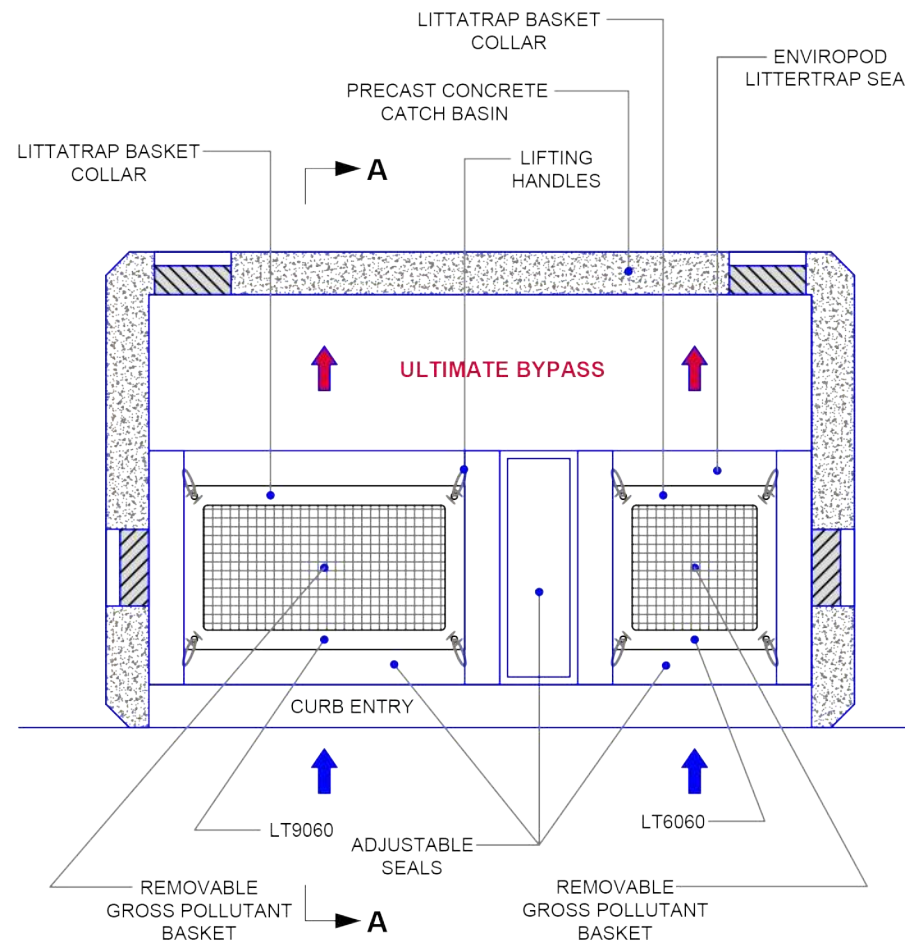 LITTATRAP BASKET
COLLAR
ENVIROPOD
LITTERTRAP SEA
PRECAST CONCRETE
CATCH BASIN
LITTATRAP BASKET
COLLAR
A
LIFTING
HANDLES
ULTIMATE BYPASS
CURB ENTRY
LT9060
LT6060
ADJUSTABLE
SEALS
REMOVABLE
GROSS POLLUTANT
BASKET
A
REMOVABLE
GROSS POLLUTANT
BASKET